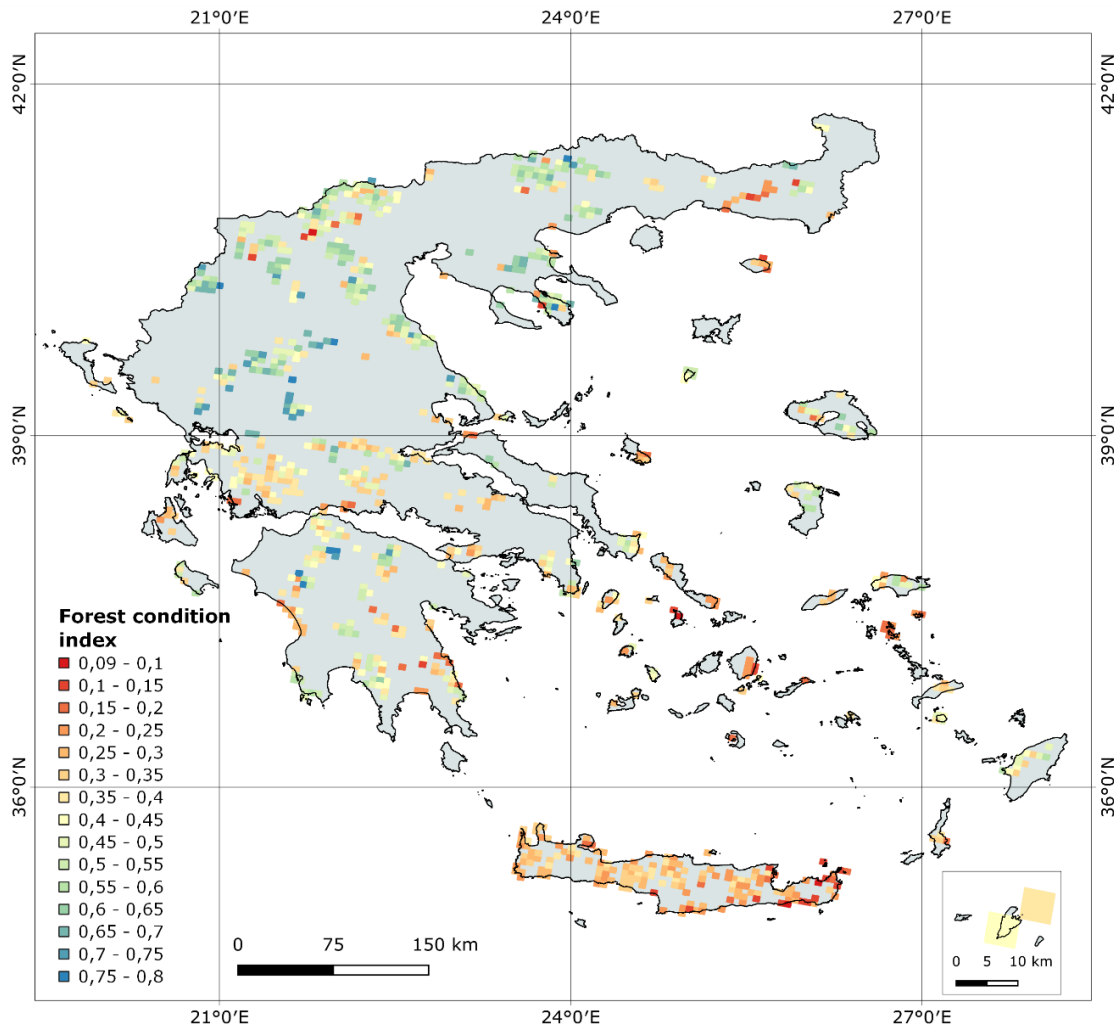 21°0′E 24°0′E 27°0′E
42°0′N 42°0′N
39°0′N 39°0′N
36°0′N 36°0′N
Forest condition
index
0,09 - 0,1
0,1 - 0,15
0,15 - 0,2
0,2 - 0,25
0,25 - 0,3
0,3 - 0,35
0,35 - 0,4
0,4 - 0,45
0,45 - 0,5
0,5 - 0,55
0,55 - 0,6
0,6 - 0,65
0,65 - 0,7
0,7 - 0,75
0,75 - 0,8
0 75 150 km
0 5 10 km
21°0′E 24°0′E 27°0′E